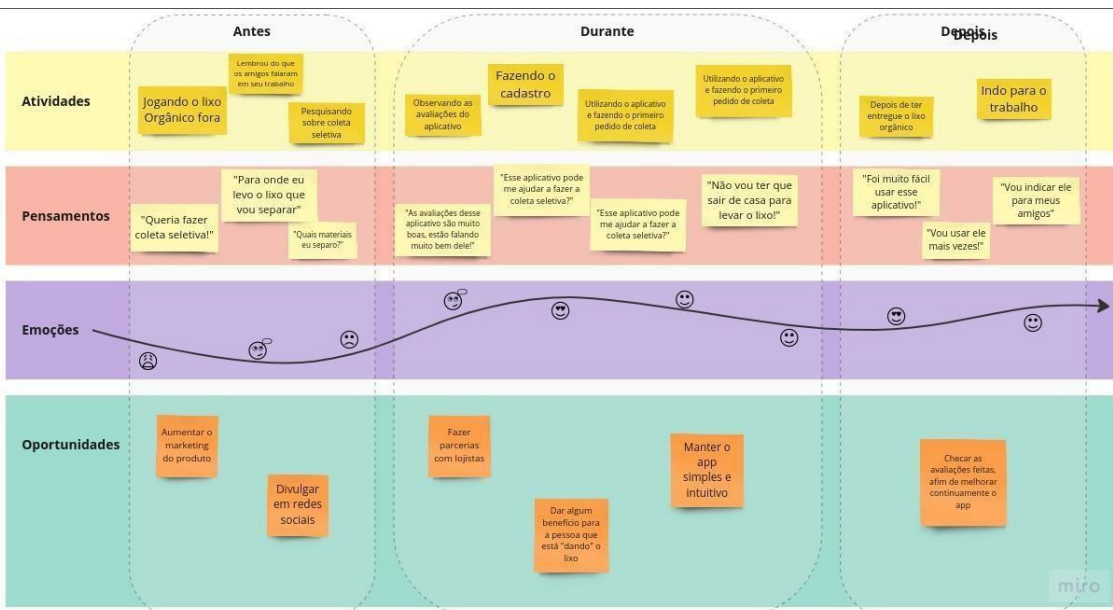 Antes
Durante
Depois
Depois
Atividades
Jogando o lixo
Orgânico fora
Lembrou do que
os amigos falaram
em seu trabalho
Pesquisando
sobre coleta
seletiva
Observando as
avaliações do
aplicativo
Fazendo o
cadastro
Utilizando o aplicativo
e fazendo o primeiro
pedido de coleta
Utilizando o aplicativo
e fazendo o primeiro
pedido de coleta
Depois de ter
entregue o lixo
orgânico
Indo para o
trabalho
Pensamentos
"Queria fazer
coleta seletiva!"
"Para onde eu
levo o lixo que
vou separar"
"Quais materiais
eu separo?"
"As avaliações desse
aplicativo são muito
boas, estão falando
muito bem dele!"
"Esse aplicativo pode
me ajudar a fazer a
coleta seletiva?"
"Esse aplicativo pode
me ajudar a fazer a
coleta seletiva?"
"Não vou ter que
sair de casa para
levar o lixo!"
"Foi muito fácil
usar esse
aplicativo!"
"Vou usar ele
mais vezes!"
"Vou indicar ele
para meus
amigos"
Emoções
Oportunidades
Aumentar o
marketing
do produto
Divulgar
em redes
sociais
Fazer
parcerias
com lojistas
Dar algum
benefício para
a pessoa que
está "dando" o
lixo
Manter o
app
simples e
intuitivo
Checar as
avaliações feitas,
afim de melhorar
continuamente o
app
miro